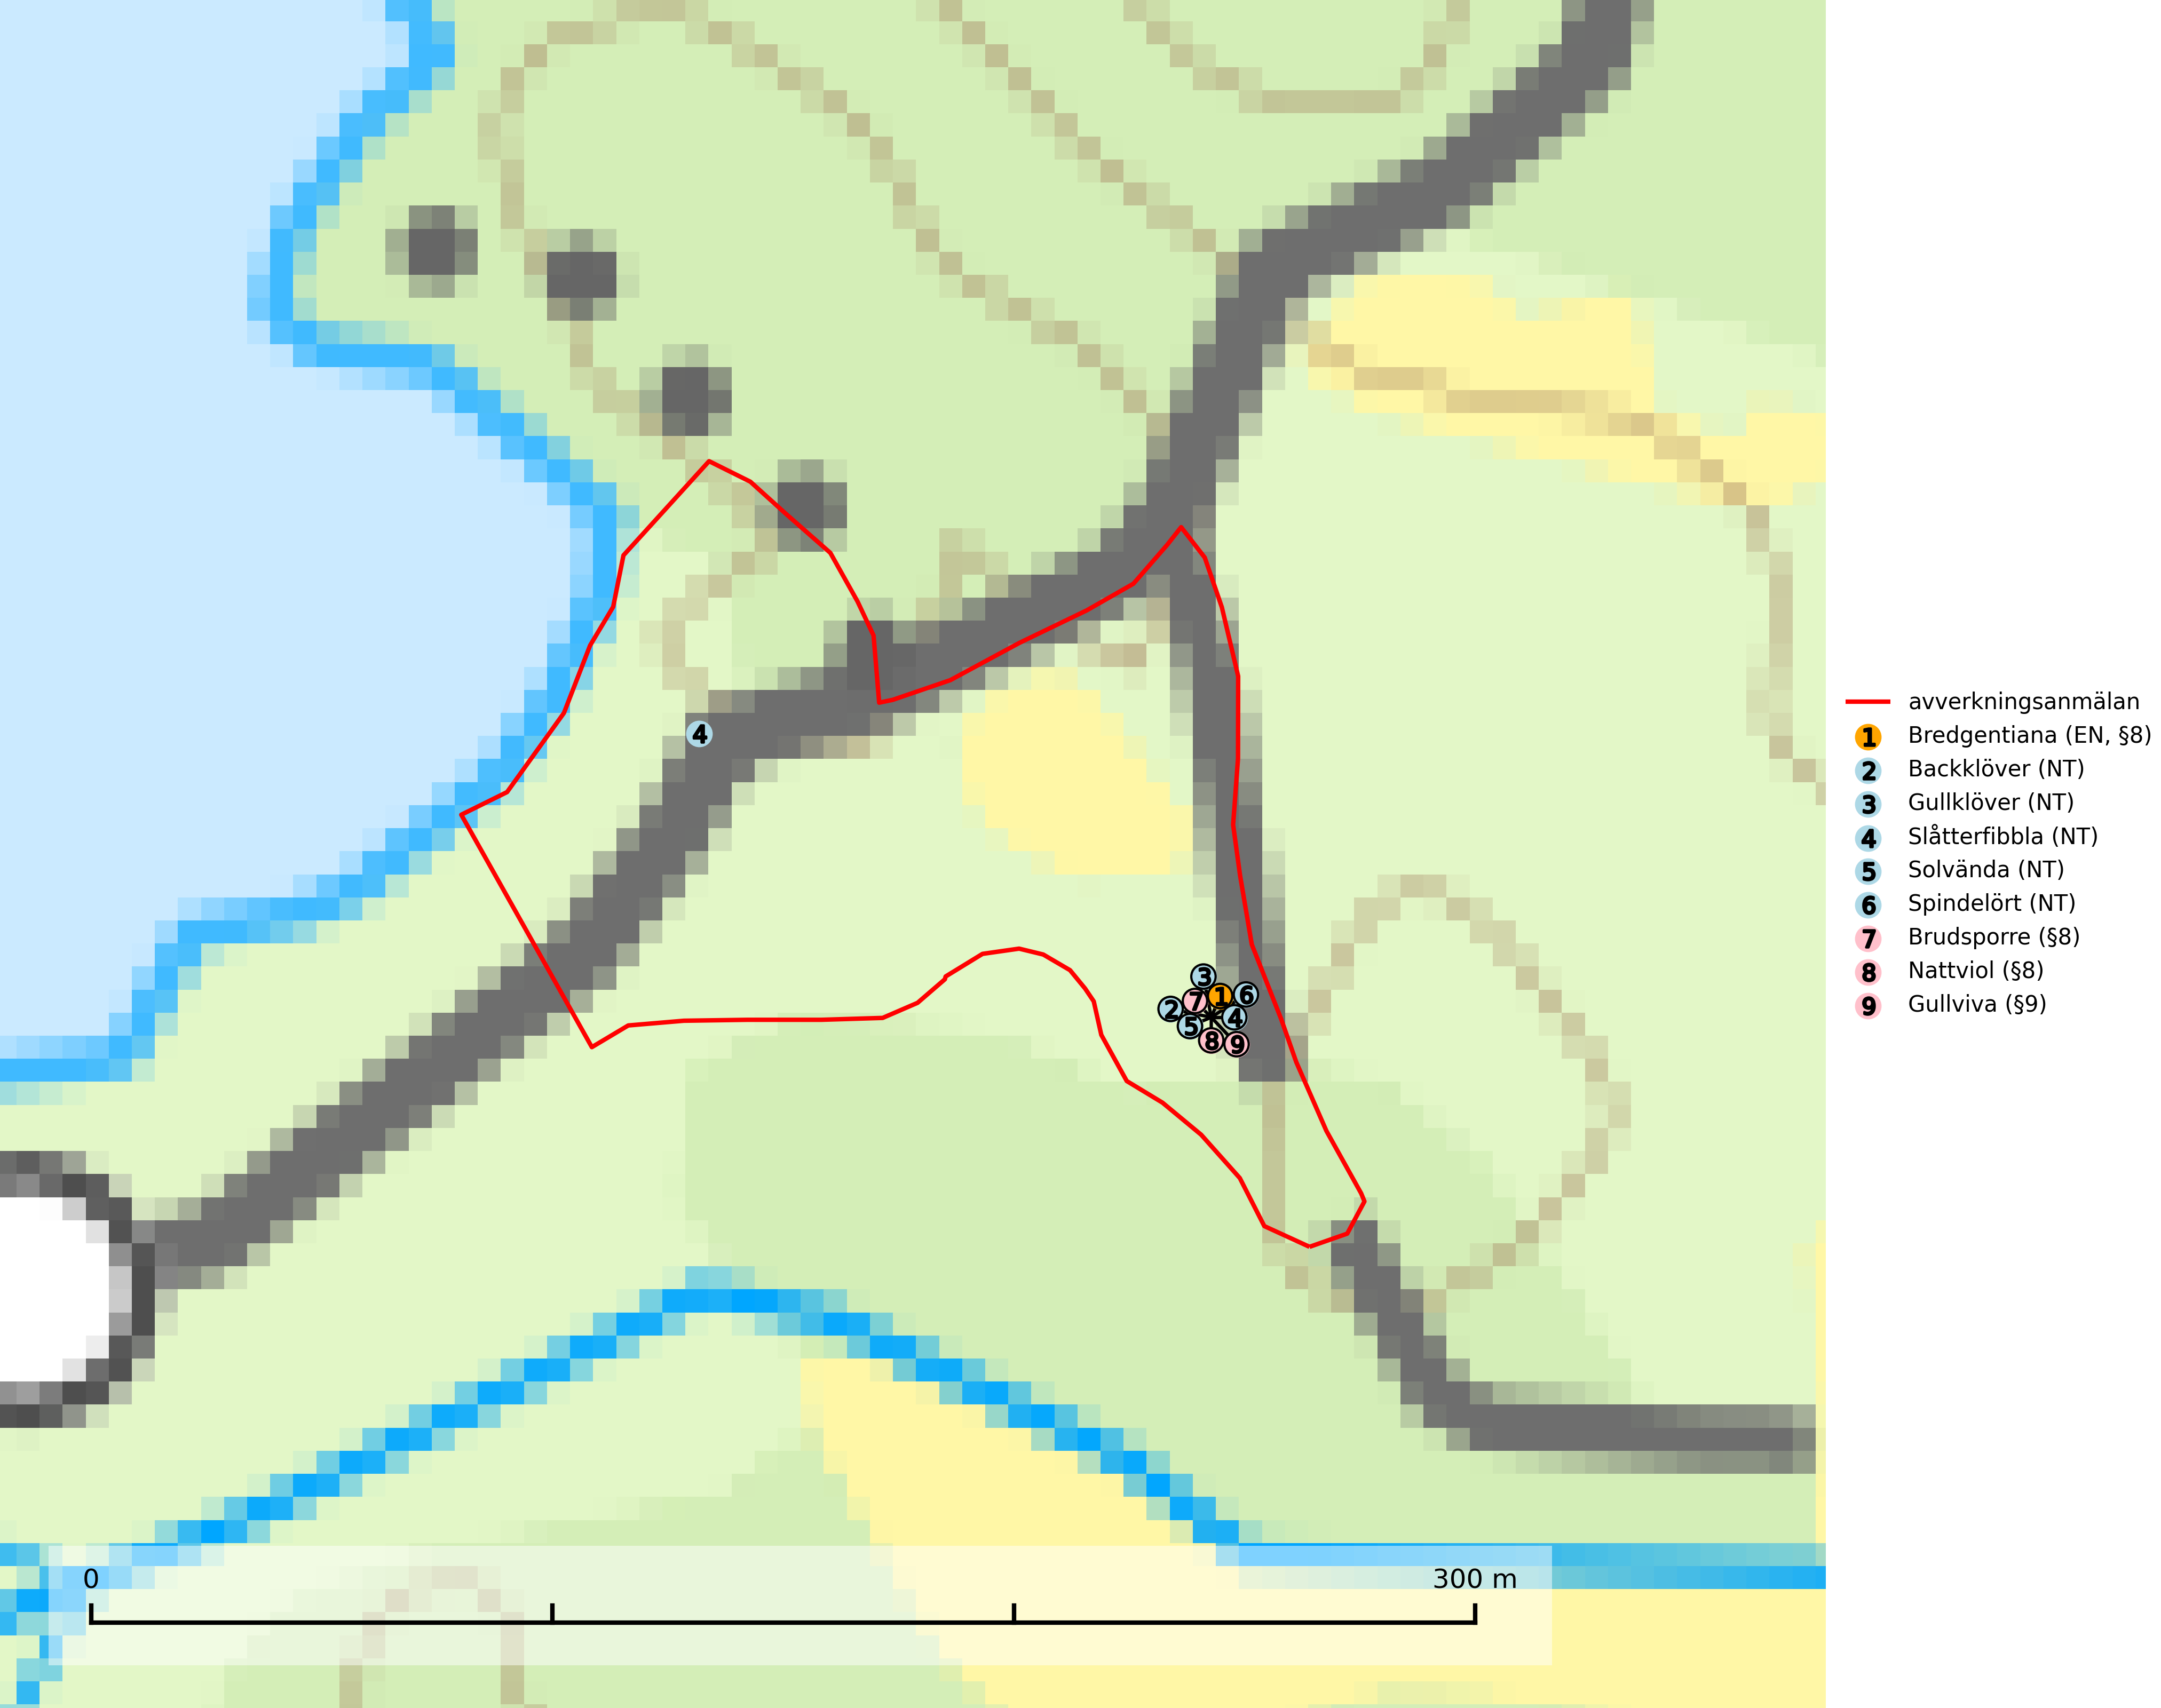 4
3
1
6
7
2
4
5
8
9
avverkningsanmälan
1 Bredgentiana (EN, §8)
2 Backklöver (NT)
3 Gullklöver (NT)
4 Slåtterfibbla (NT)
5 Solvända (NT)
6 Spindelört (NT)
7 Brudsporre (§8)
8 Nattviol (§8)
9 Gullviva (§9)
0 300 m